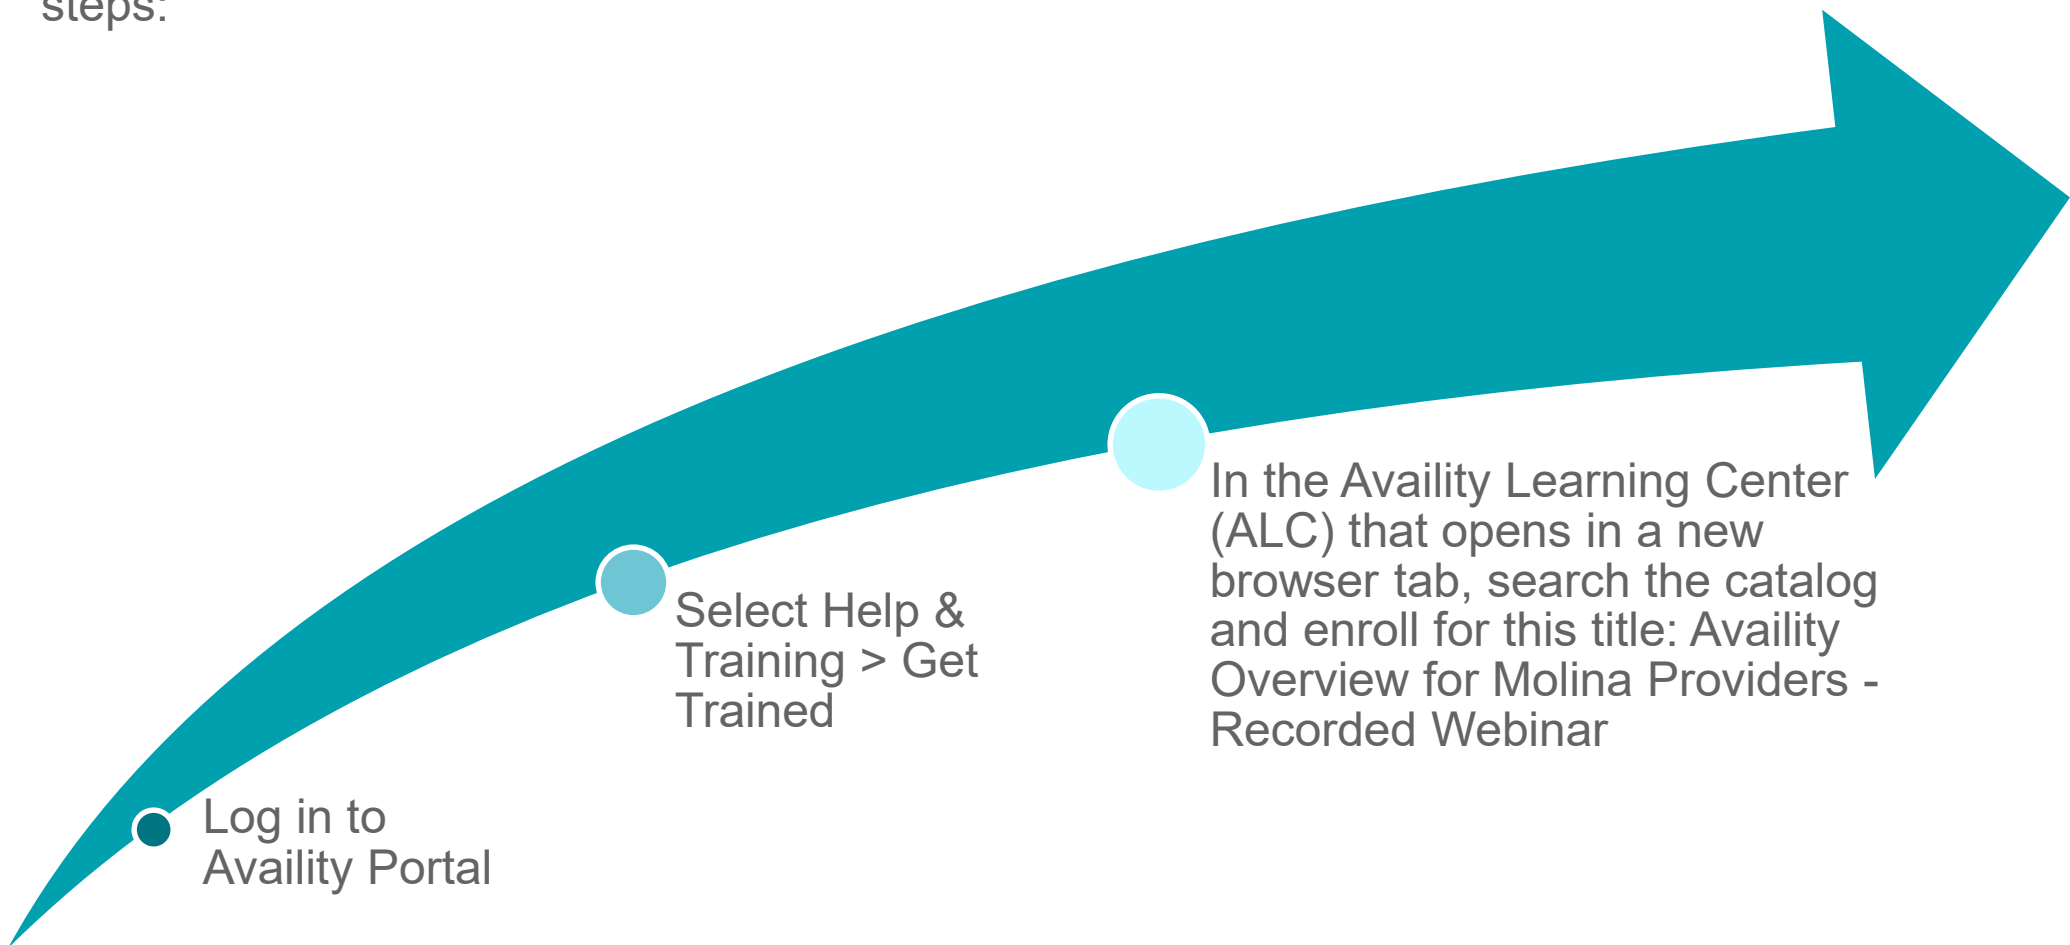 steps:
Log in to
Availity Portal
Select Help &
Training > Get
Trained
In the Availity Learning Center
(ALC) that opens in a new
browser tab, search the catalog
and enroll for this title: Availity
Overview for Molina Providers -
Recorded Webinar